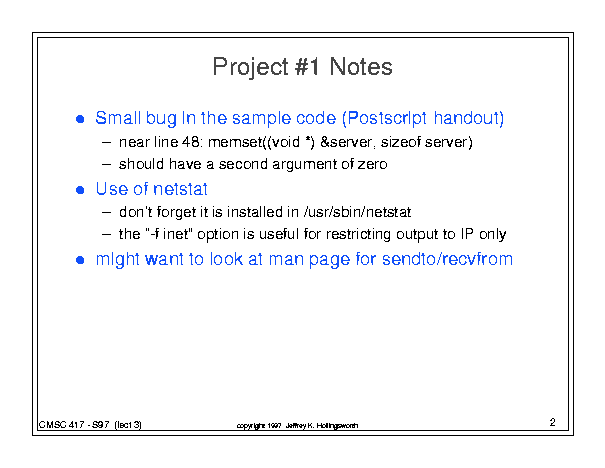 Project #1 Notes
● Small bug in the sample code (Postscript handout)
– near line 48: memset((void *) &server, sizeof server)
– should have a second argument of zero
● Use of netstat
– don't forget it is installed in /usr/sbin/netstat
– the "-f inet" option is useful for restricting output to IP only
● might want to look at man page for sendto/recvfrom
CMSC 417 - S97 (lect 3)
copyright 1997 Jeffrey K. Hollingsworth
2